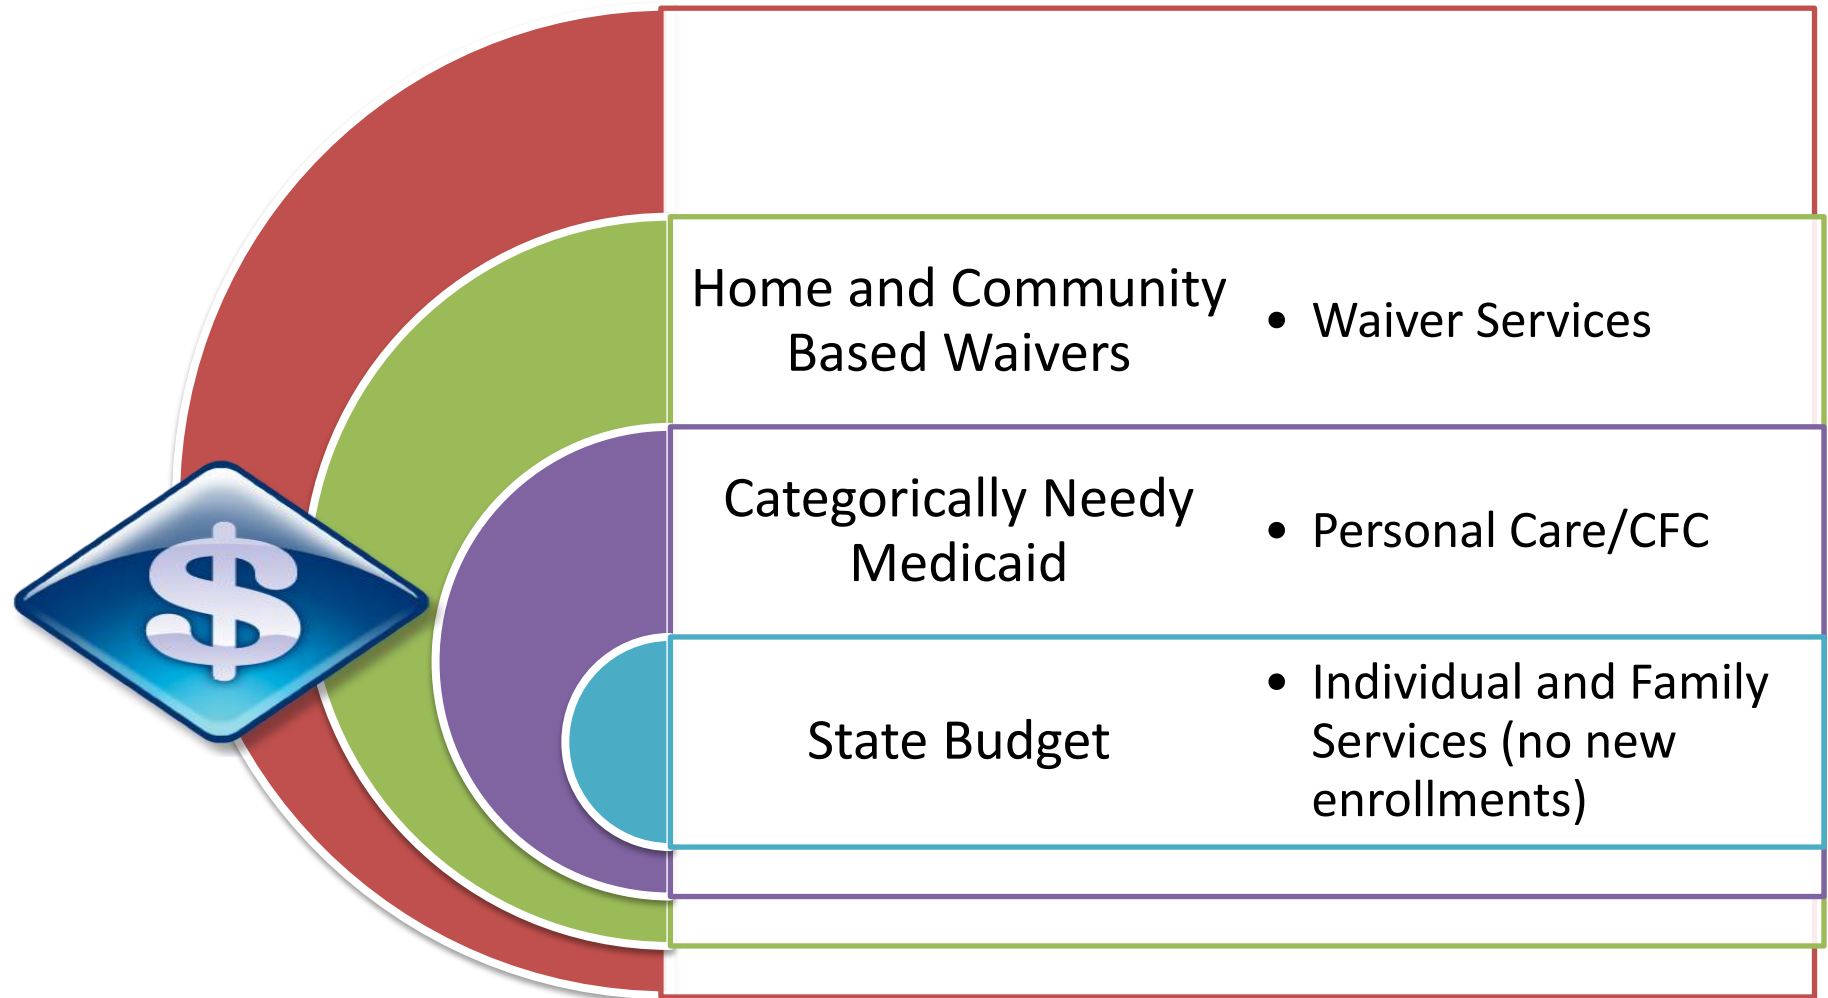 Home and Community
Based Waivers
• Waiver Services
Categorically Needy
Medicaid
• Personal Care/CFC
State Budget
• Individual and Family
Services (no new
enrollments)
$